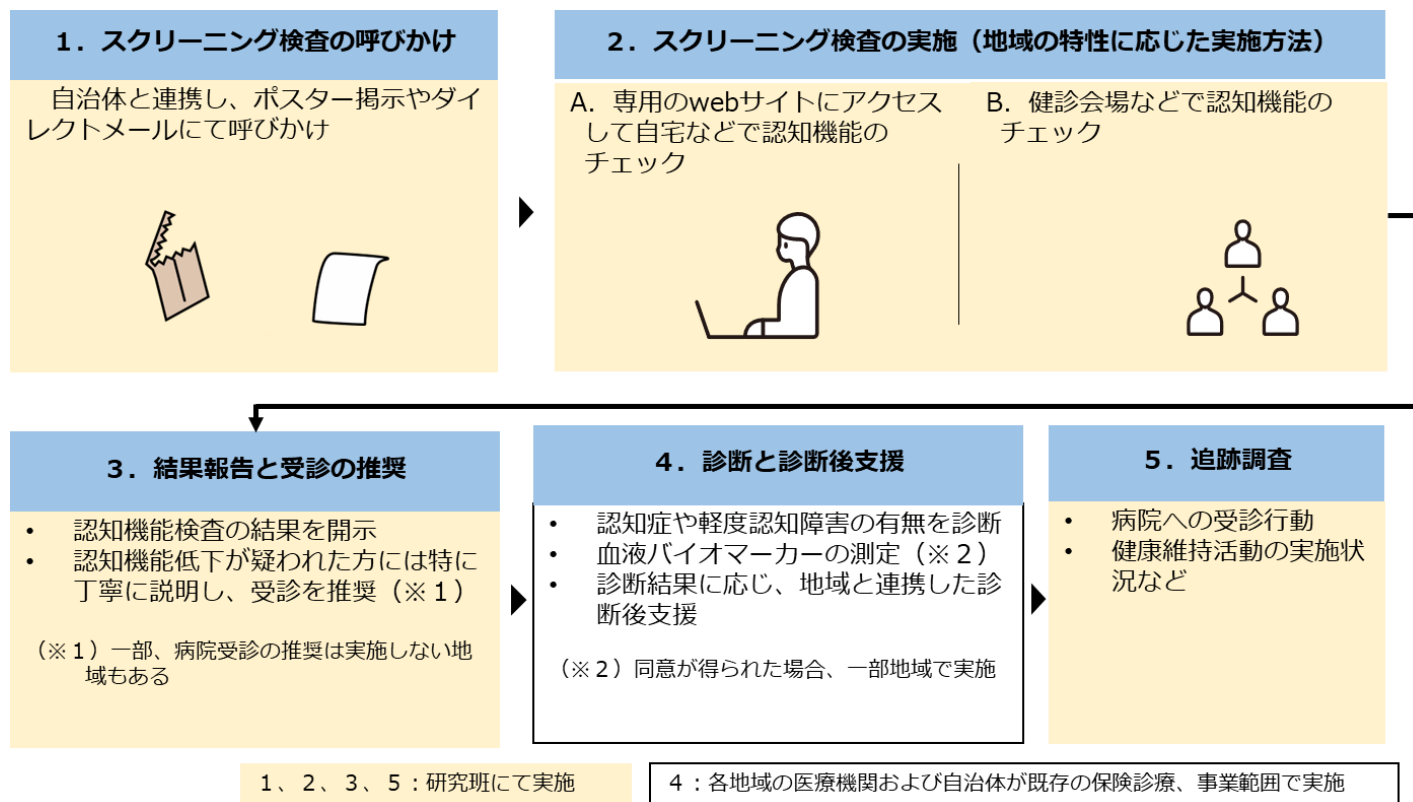 1．スクリーニング検査の呼びかけ
自治体と連携し、ポスター掲示やダイ
レクトメールにて呼びかけ
2．スクリーニング検査の実施（地域の特性に応じた実施方法）
A．専用のwebサイトにアクセス
して自宅などで認知機能の
チェック
B．健診会場などで認知機能の
チェック
3．結果報告と受診の推奨
• 認知機能検査の結果を開示
• 認知機能低下が疑われた方には特に
丁寧に説明し、受診を推奨（※１）
（※１）一部、病院受診の推奨は実施しない地
域もある
4．診断と診断後支援
• 認知症や軽度認知障害の有無を診断
• 血液バイオマーカーの測定（※２）
• 診断結果に応じ、地域と連携した診
断後支援
（※２）同意が得られた場合、一部地域で実施
5．追跡調査
• 病院への受診行動
• 健康維持活動の実施状
況など
1、2、3、5：研究班にて実施
4：各地域の医療機関および自治体が既存の保険診療、事業範囲で実施